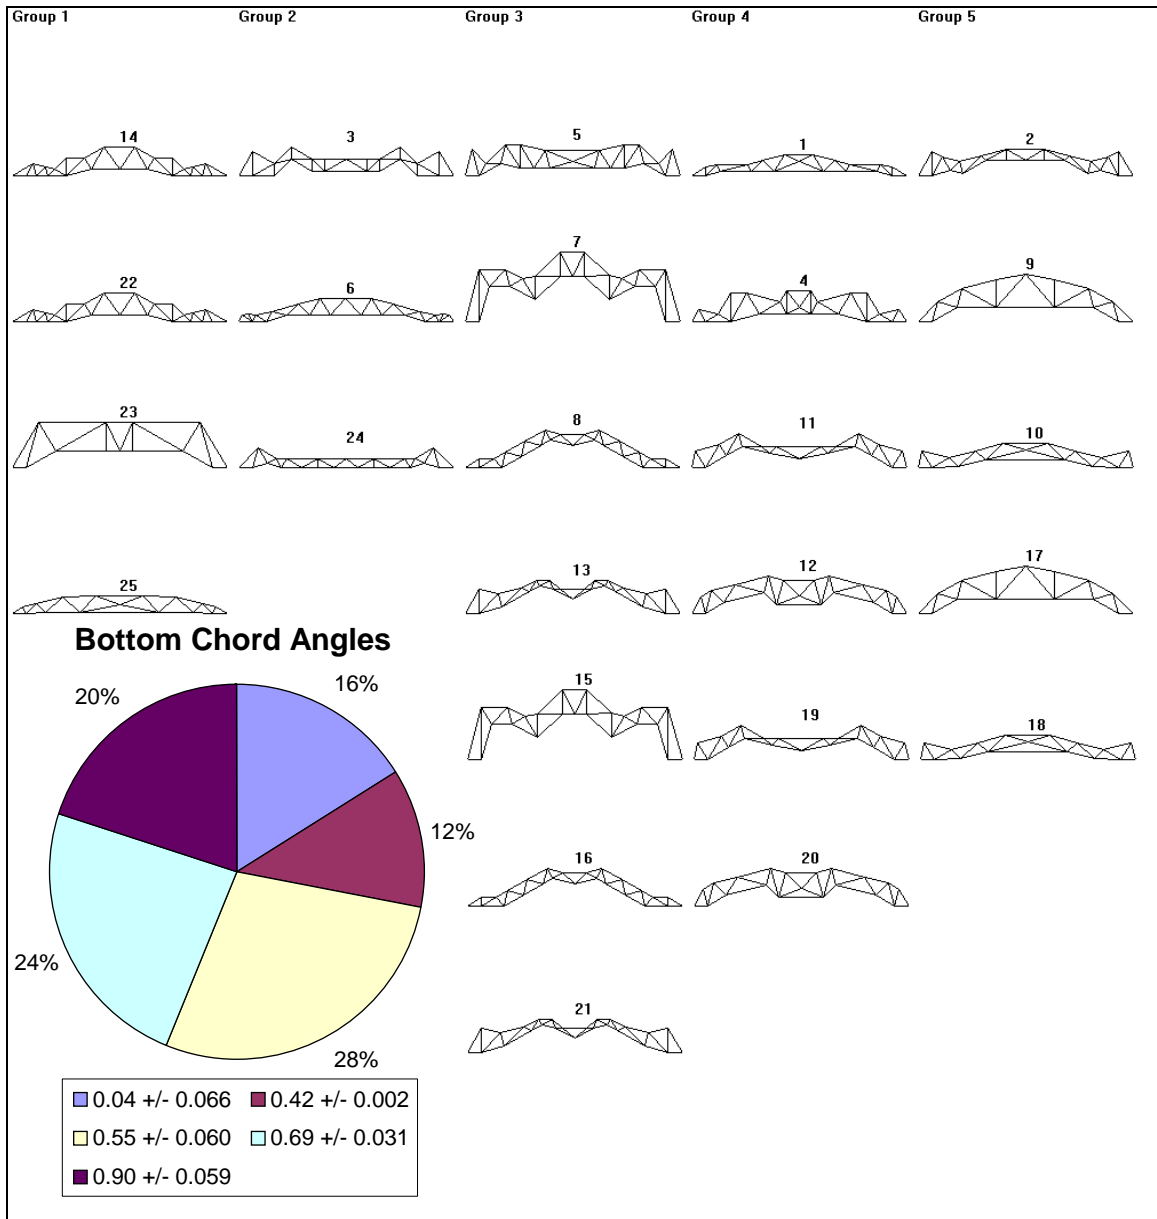 Group 1 Group 2 Group 3 Group 4 Group 5
14 3 5 1 2
22 6 7 4 9
23 24 8 11 10
25 13 12 17
Bottom Chord Angles
20% 16%
15 19 18
12%
16 20
24%
21
28%
0.04 +/- 0.066 0.42 +/- 0.002
0.55 +/- 0.060 0.69 +/- 0.031
0.90 +/- 0.059